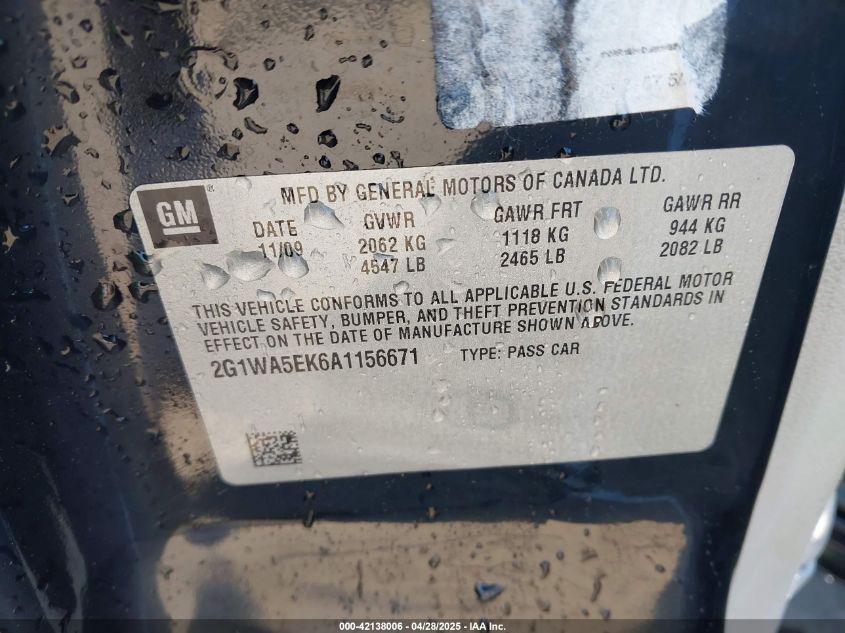 GM ®
MFD BY GENERAL MOTORS OF CANADA LTD.
DATE GVWR GAWR FRT GAWR RR
11/09 2062 KG 1118 KG 944 KG
4547 LB 2465 LB 2082 LB
THIS VEHICLE CONFORMS TO ALL APPLICABLE U.S. FEDERAL MOTOR
VEHICLE SAFETY, BUMPER, AND THEFT PREVENTION STANDARDS IN
EFFECT ON THE DATE OF MANUFACTURE SHOWN ABOVE.
2G1WA5EK6A1156671 TYPE: PASS CAR
000-42138006 - 04/28/2025 - IAA Inc.